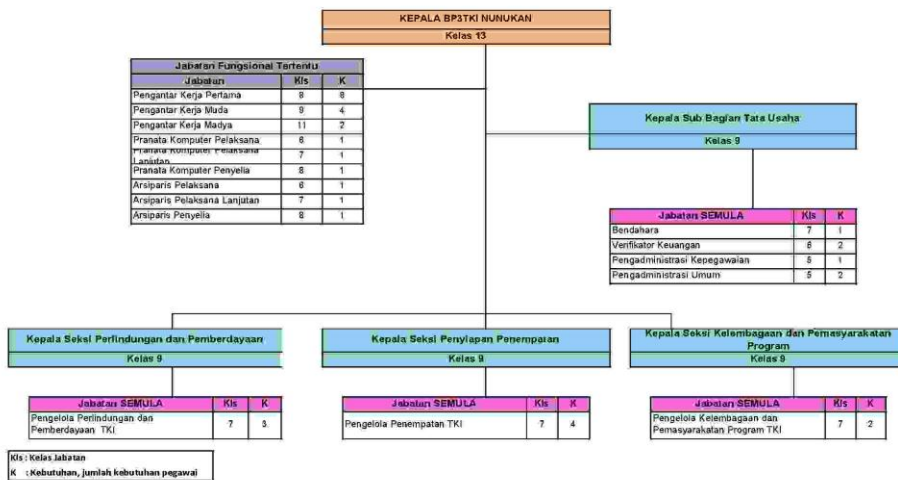 KEPALA BP3TKI NUNUKAN
Kelas 13
Jabatan Fungsional Tertentu
Jabatan Kls K
Pengantar Kerja Pertama 8 8
Pengantar Kerja Muda 9 4
Pengantar Kerja Madya 11 2
Pranata Komputer Pelaksana 6 1
Pranata Komputer Pelaksana
Lanjutan 7 1
Pranata Komputer Penyelia 8 1
Arsiparis Pelaksana 6 1
Arsiparis Pelaksana Lanjutan 7 1
Arsiparis Penyelia 8 1
Kepala Sub Bagian Tata Usaha
Kelas 9
Jabatan SEMULA Kls K
Bendahara 7 1
Verifikator Keuangan 6 2
Pengadministrasi Kepegawaian 5 1
Pengadministrasi Umum 5 2
Kepala Seksi Perlindungan dan Pemberdayaan
Kelas 9
Jabatan SEMULA Kls K
Pengelola Perlindungan dan
Pemberdayaan TKI 7 3
Kepala Seksi Penyiapan Penempatan
Kelas 9
Jabatan SEMULA Kls K
Pengelola Penempatan TKI 7 4
Kepala Seksi Kelembagaan dan Pemasyarakatan
Program
Kelas 9
Jabatan SEMULA Kls K
Pengelola Kelembagaan dan
Pemasyarakatan Program TKI 7 2
Kls : Kelas Jabatan
K : Kebutuhan, jumlah kebutuhan pegawai